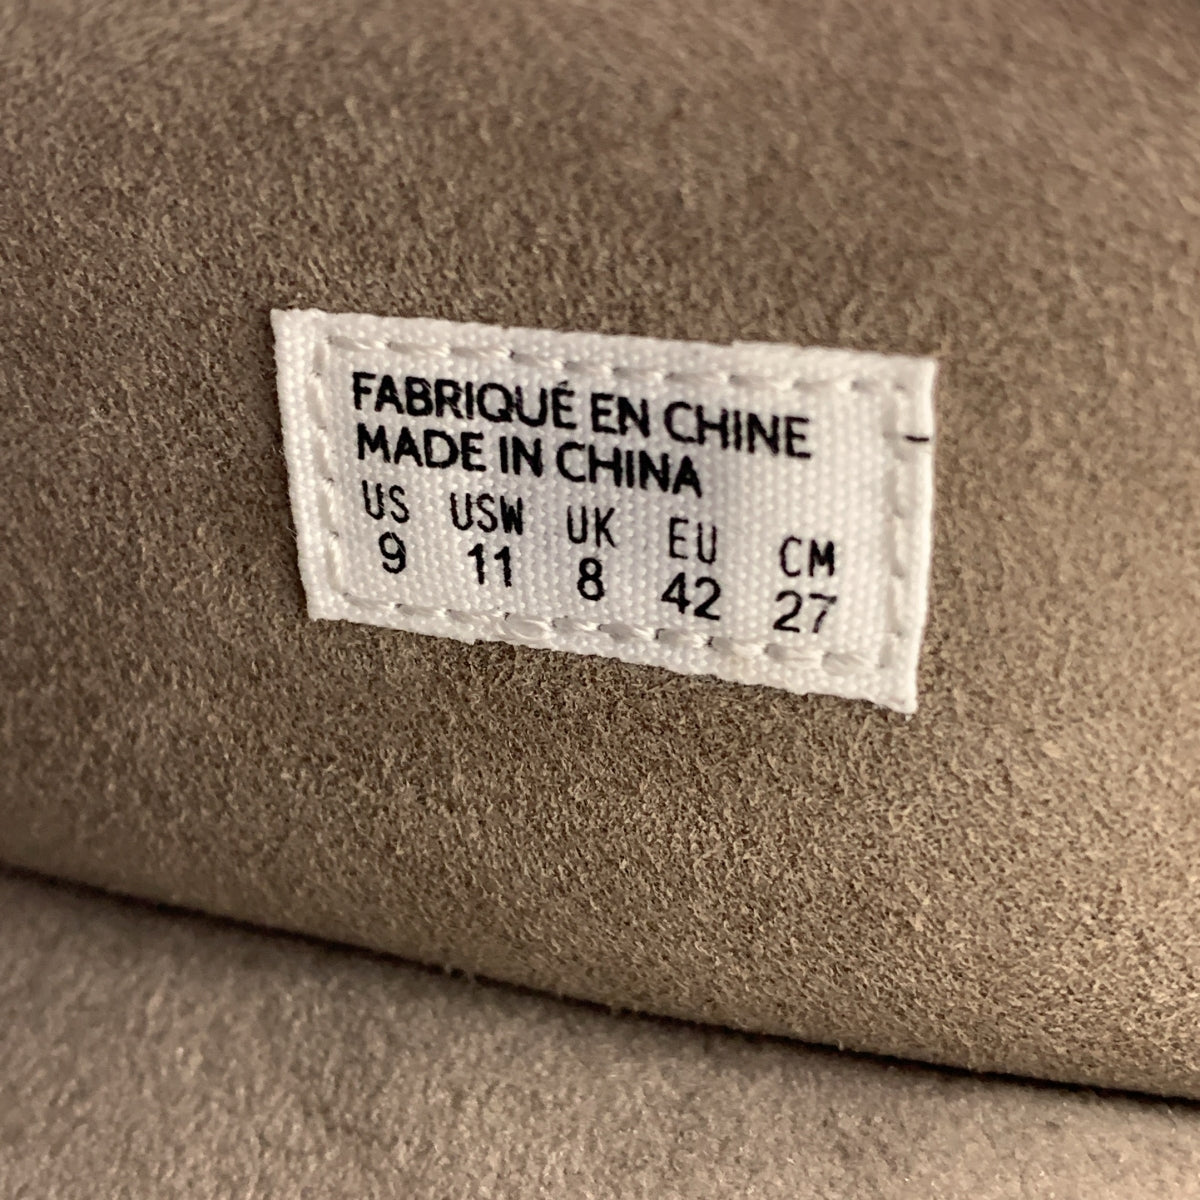 FABRIQUÉ EN CHINE
MADE IN CHINA
US USW UK EU CM
9 11 8 42 27